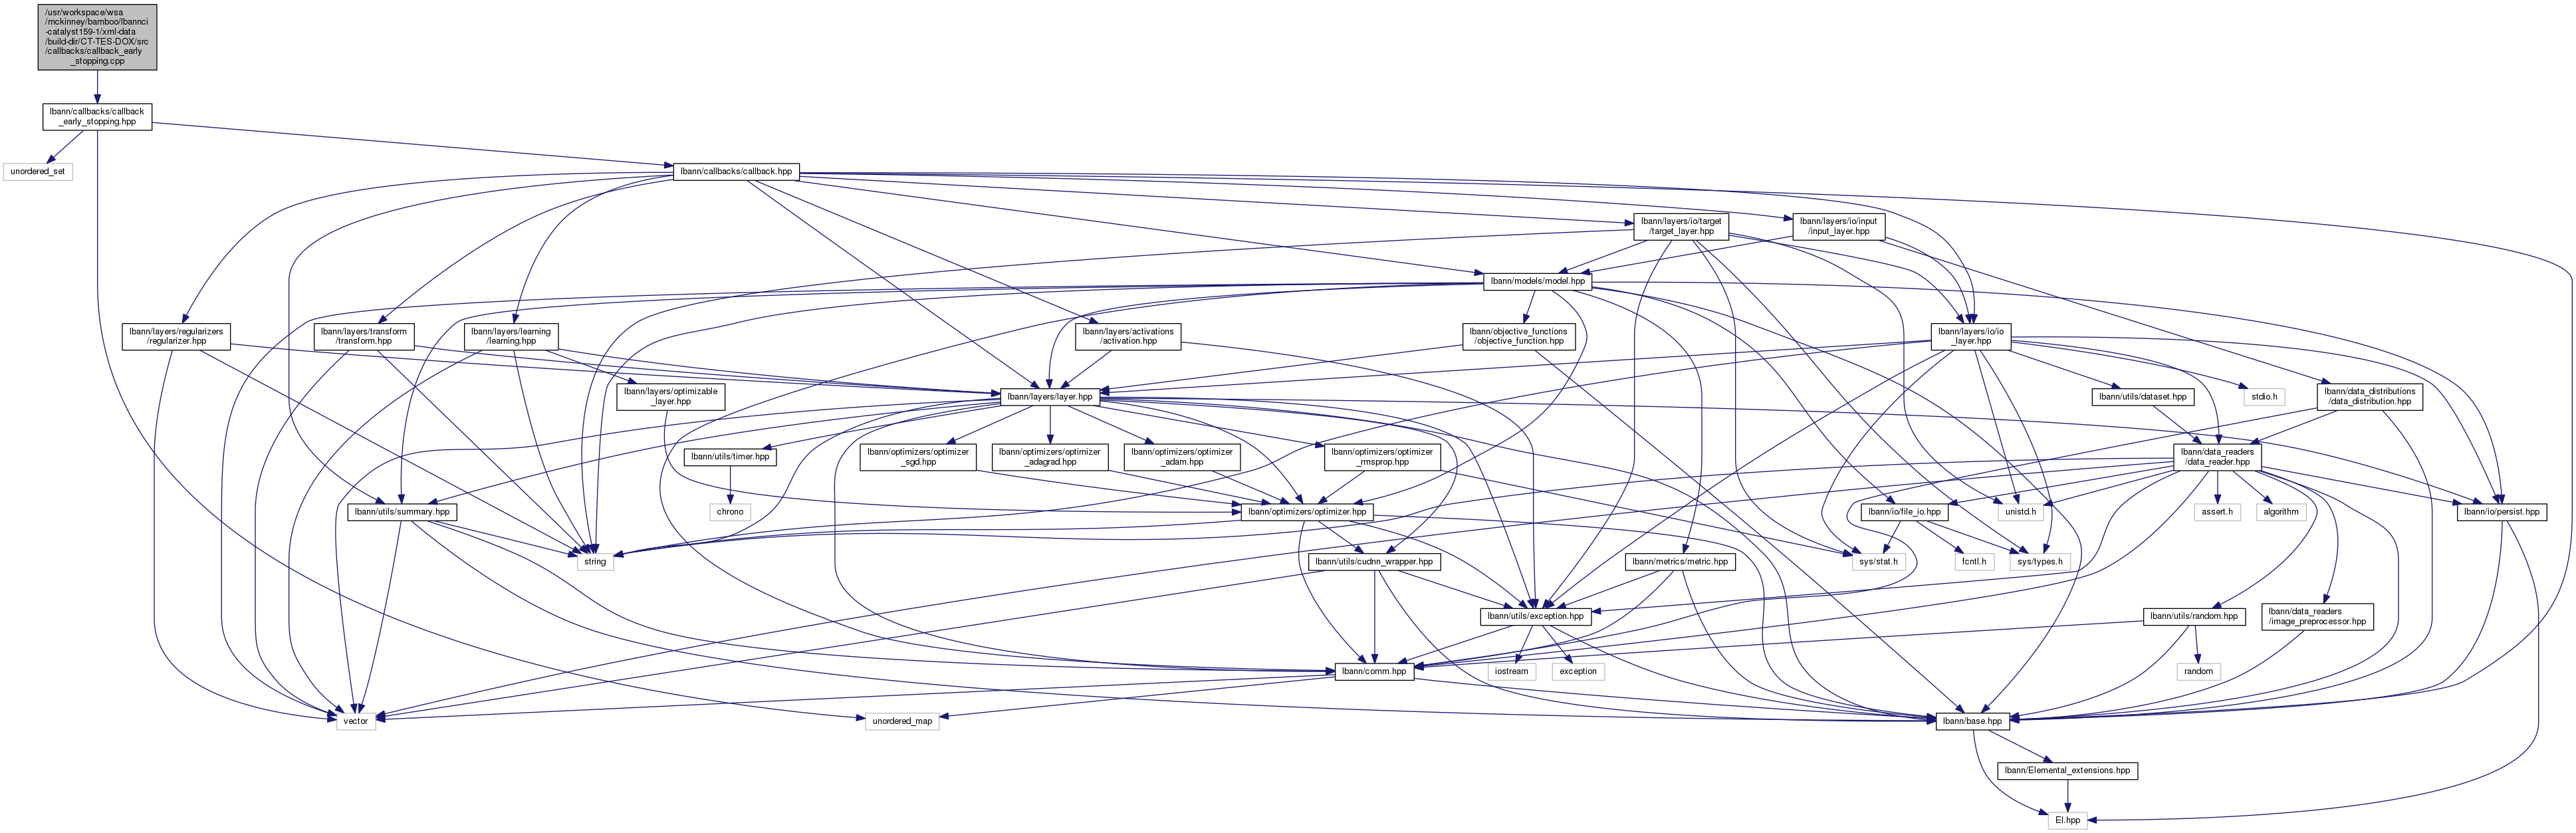 /usr/workspace/wsa
/mckinney/bamboo/lbannci
-catalyst159-1/xml-data
/build-dir/CT-TES-DOX/src
/callbacks/callback_early
_stopping.cpp
lbann/callbacks/callback
_early_stopping.hpp
unordered_set
lbann/callbacks/callback.hpp
lbann/layers/io/target
/target_layer.hpp
lbann/layers/io/input
/input_layer.hpp
lbann/models/model.hpp
lbann/layers/regularizers
/regularizer.hpp
lbann/layers/transform
/transform.hpp
lbann/layers/learning
/learning.hpp
lbann/layers/activations
/activation.hpp
lbann/objective_functions
/objective_function.hpp
lbann/layers/io/io
_layer.hpp
lbann/layers/optimizable
_layer.hpp
lbann/layers/layer.hpp
lbann/utils/dataset.hpp
stdio.h
lbann/data_distributions
/data_distribution.hpp
lbann/utils/timer.hpp
lbann/optimizers/optimizer
_sgd.hpp
lbann/optimizers/optimizer
_adagrad.hpp
lbann/optimizers/optimizer
_adam.hpp
lbann/optimizers/optimizer
_rmsprop.hpp
lbann/data_readers
/data_reader.hpp
lbann/utils/summary.hpp
chrono
lbann/optimizers/optimizer.hpp
lbann/io/file_io.hpp
unistd.h
assert.h
algorithm
lbann/io/persist.hpp
string
lbann/utils/cudnn_wrapper.hpp
lbann/metrics/metric.hpp
sys/stat.h
fcntl.h
sys/types.h
lbann/utils/exception.hpp
lbann/utils/random.hpp
lbann/data_readers
/image_preprocessor.hpp
lbann/comm.hpp
iostream
exception
random
vector
unordered_map
lbann/base.hpp
lbann/Elemental_extensions.hpp
El.hpp